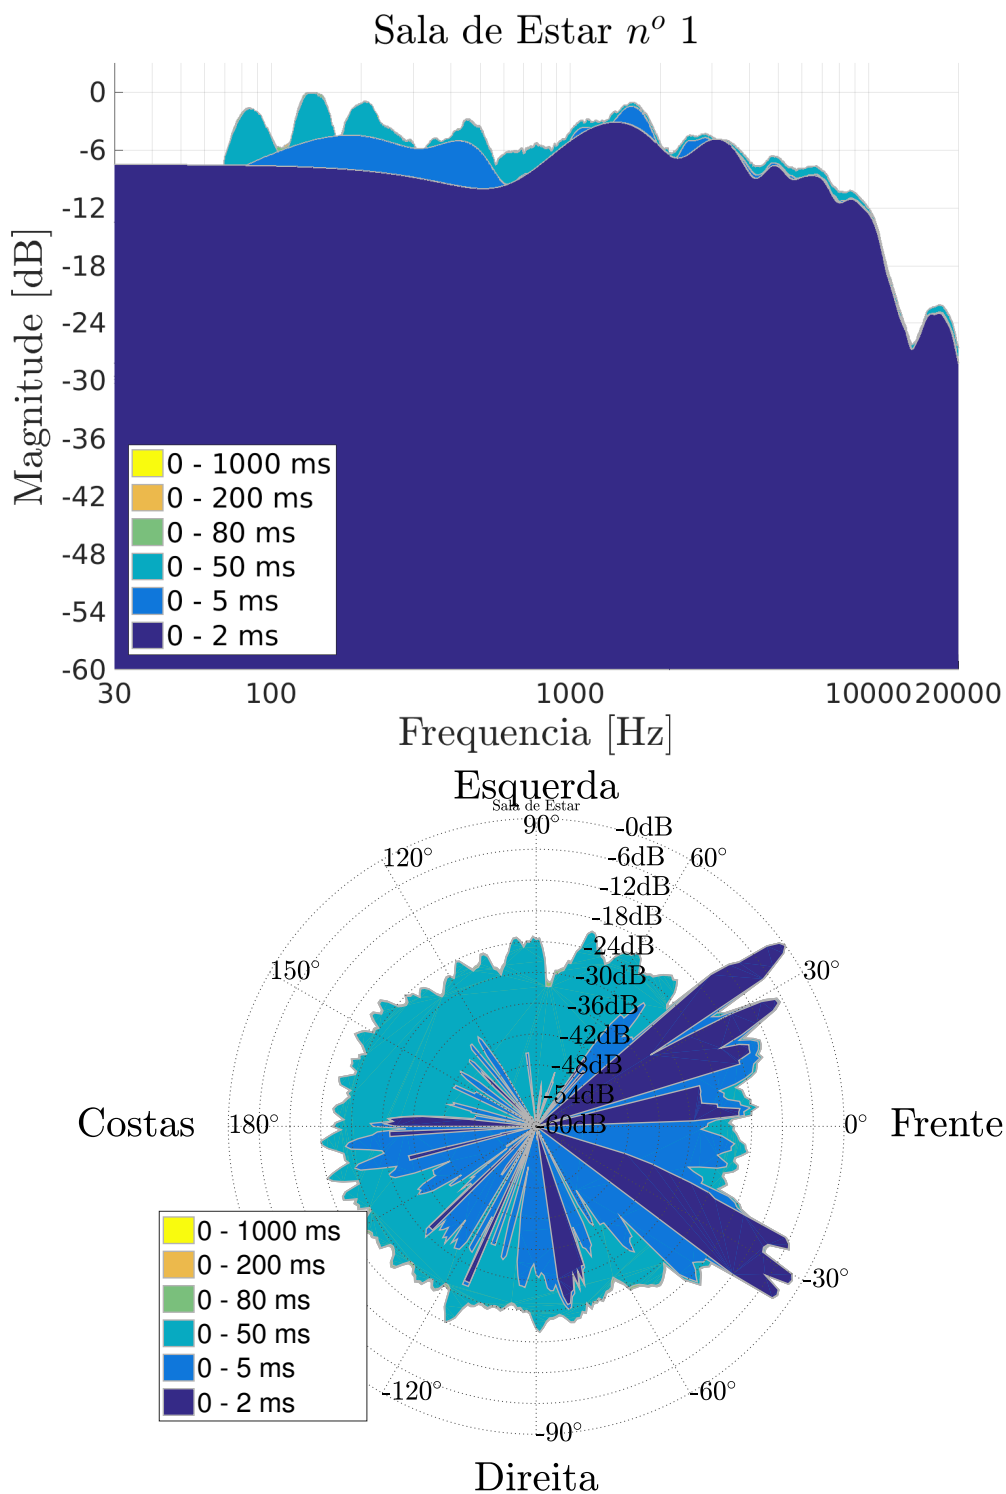 Sala de Estar nº 1
0
-6
-12
-18
-24
-30
-36
-42
-48
-54
-60
Magnitude [dB]
0 - 1000 ms
0 - 200 ms
0 - 80 ms
0 - 50 ms
0 - 5 ms
0 - 2 ms
30 100 1000 10000 20000
Frequencia [Hz]
Esquerda
Sala de Estar
90°
-0dB
120°
-6dB
60°
-12dB
-18dB
-24dB
150°
-30dB
30°
-36dB
-42dB
-48dB
-54dB
Costas
180°
-60dB
0°
Frente
0 - 1000 ms
0 - 200 ms
0 - 80 ms
0 - 50 ms
0 - 5 ms
0 - 2 ms
-30°
-120°
-60°
-90°
Direita